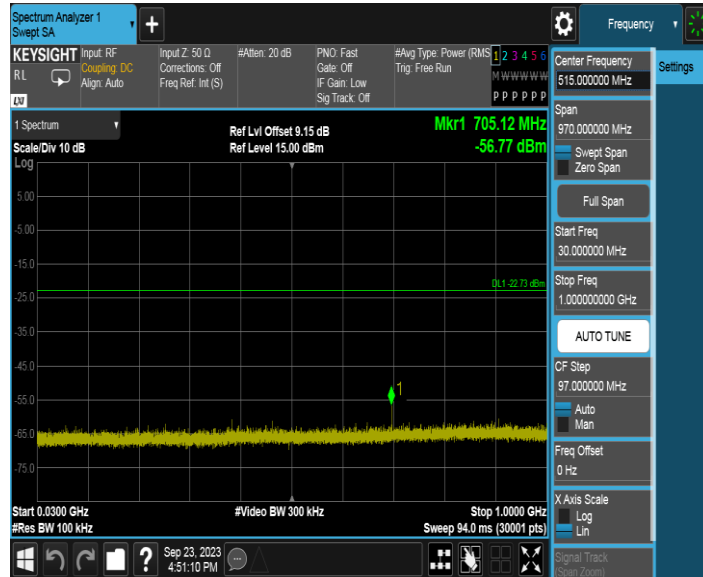 Spectrum Analyzer 1
Swept SA
+
Frequency
KEYSIGHT
RL
LXI
Input: RF
Coupling: DC
Align: Auto
Input Z: 50 Ω
Corrections: Off
Freq Ref: Int (S)
#Atten: 20 dB
PNO: Fast
Gate: Off
IF Gain: Low
Sig Track: Off
#Avg Type: Power (RMS
Trig: Free Run
1 2 3 4 5 6
M W W W W W
P P P P P P
1 Spectrum
Scale/Div 10 dB
Ref Lvl Offset 9.15 dB
Ref Level 15.00 dBm
Mkr1 705.12 MHz
-56.77 dBm
Log
5.00
-5.00
-15.0
-25.0
-35.0
-45.0
-55.0
-65.0
-75.0
DL1 -22.73 dBm
1
Start 0.0300 GHz
#Res BW 100 kHz
#Video BW 300 kHz
Stop 1.0000 GHz
Sweep 94.0 ms (30001 pts)
?
Sep 23, 2023
4:51:10 PM
Center Frequency
515.000000 MHz
Span
970.000000 MHz
Swept Span
Zero Span
Full Span
Start Freq
30.000000 MHz
Stop Freq
1.000000000 GHz
AUTO TUNE
CF Step
97.000000 MHz
Auto
Man
Freq Offset
0 Hz
X Axis Scale
Log
Lin
Signal Track
(Span Zoom)
Settings